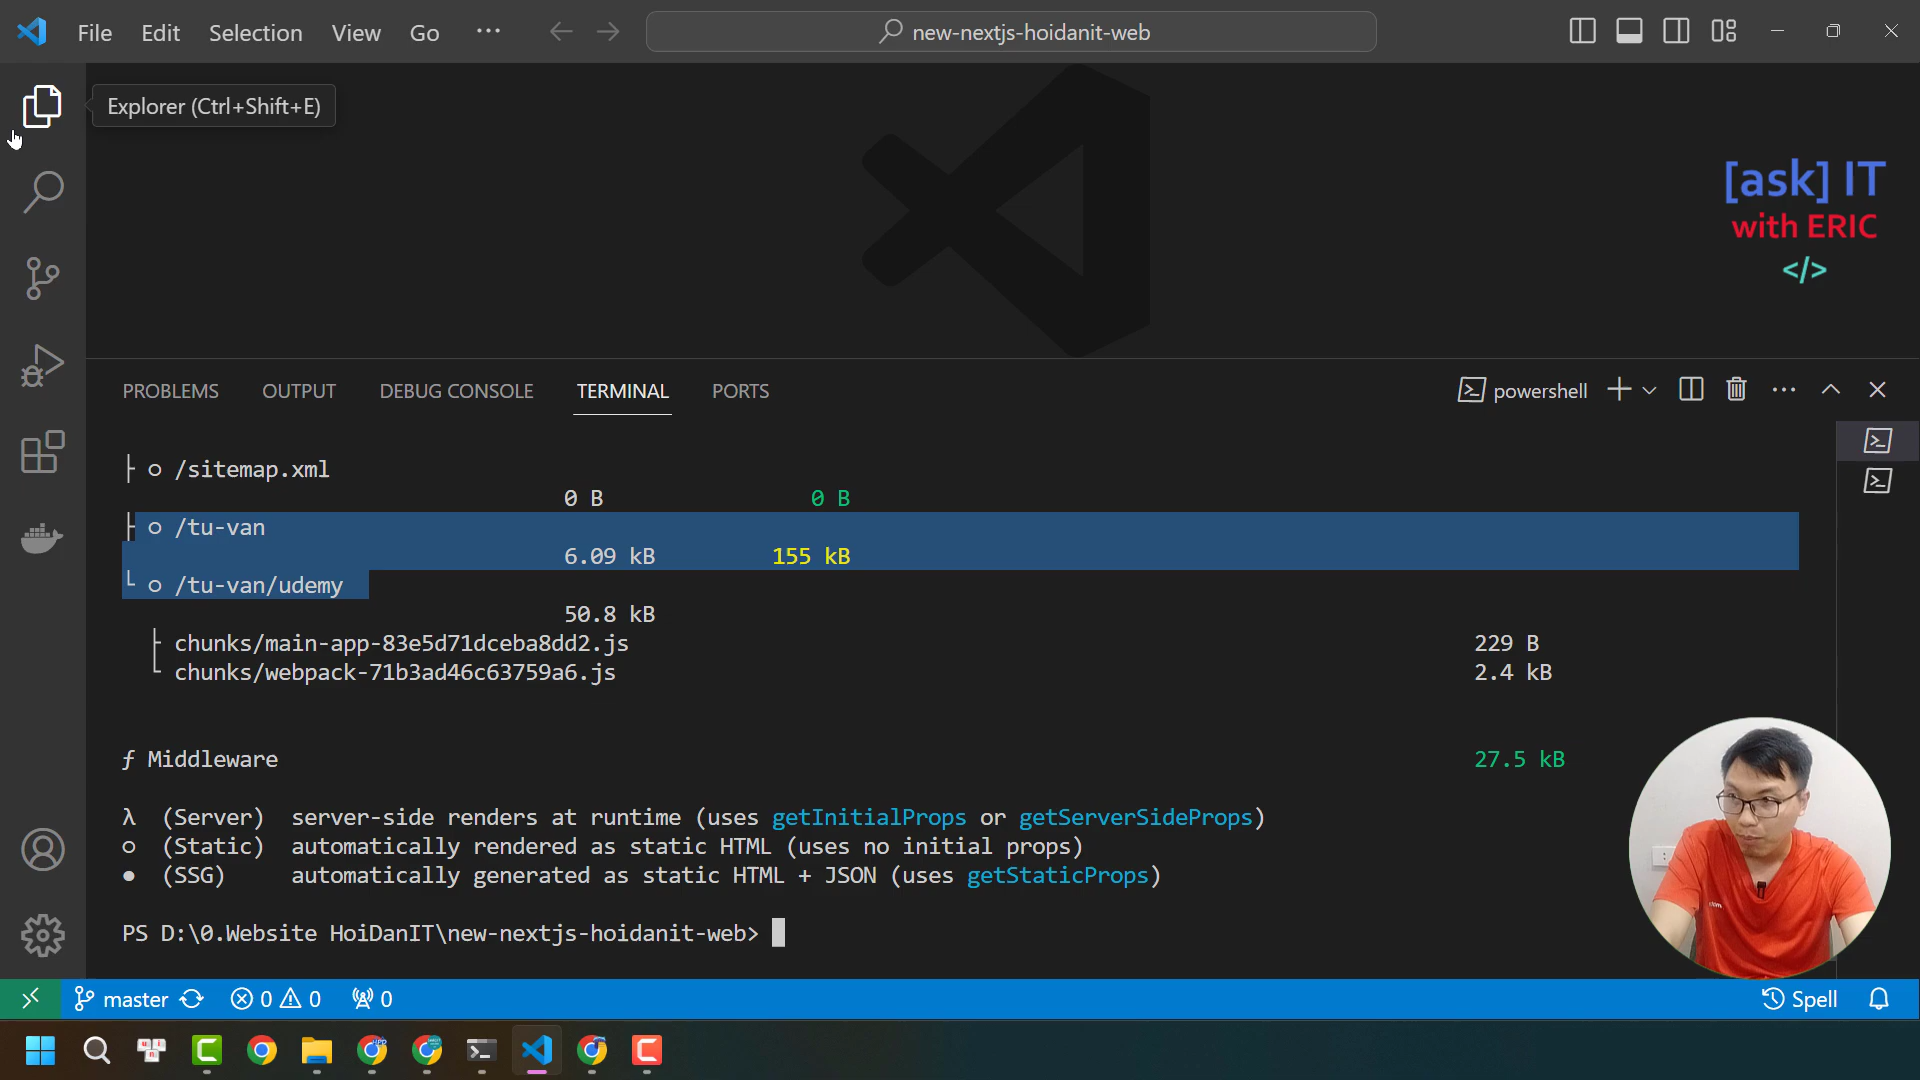 File Edit Selection View Go ··· new-nextjs-hoidanit-web
Explorer (Ctrl+Shift+E)
[ask] IT
with ERIC
</>
PROBLEMS OUTPUT DEBUG CONSOLE TERMINAL PORTS powershell
├ ○ /sitemap.xml
0 B 0 B
├ ○ /tu-van
6.09 kB 155 kB
└ ○ /tu-van/udemy
50.8 kB
├ chunks/main-app-83e5d71dceba8dd2.js 229 B
└ chunks/webpack-71b3ad46c63759a6.js 2.4 kB
ƒ Middleware 27.5 kB
λ (Server) server-side renders at runtime (uses getInitialProps or getServerSideProps)
○ (Static) automatically rendered as static HTML (uses no initial props)
● (SSG) automatically generated as static HTML + JSON (uses getStaticProps)
PS D:\0.Website HoiDanIT\new-nextjs-hoidanit-web>
master 0 0 0 Spell